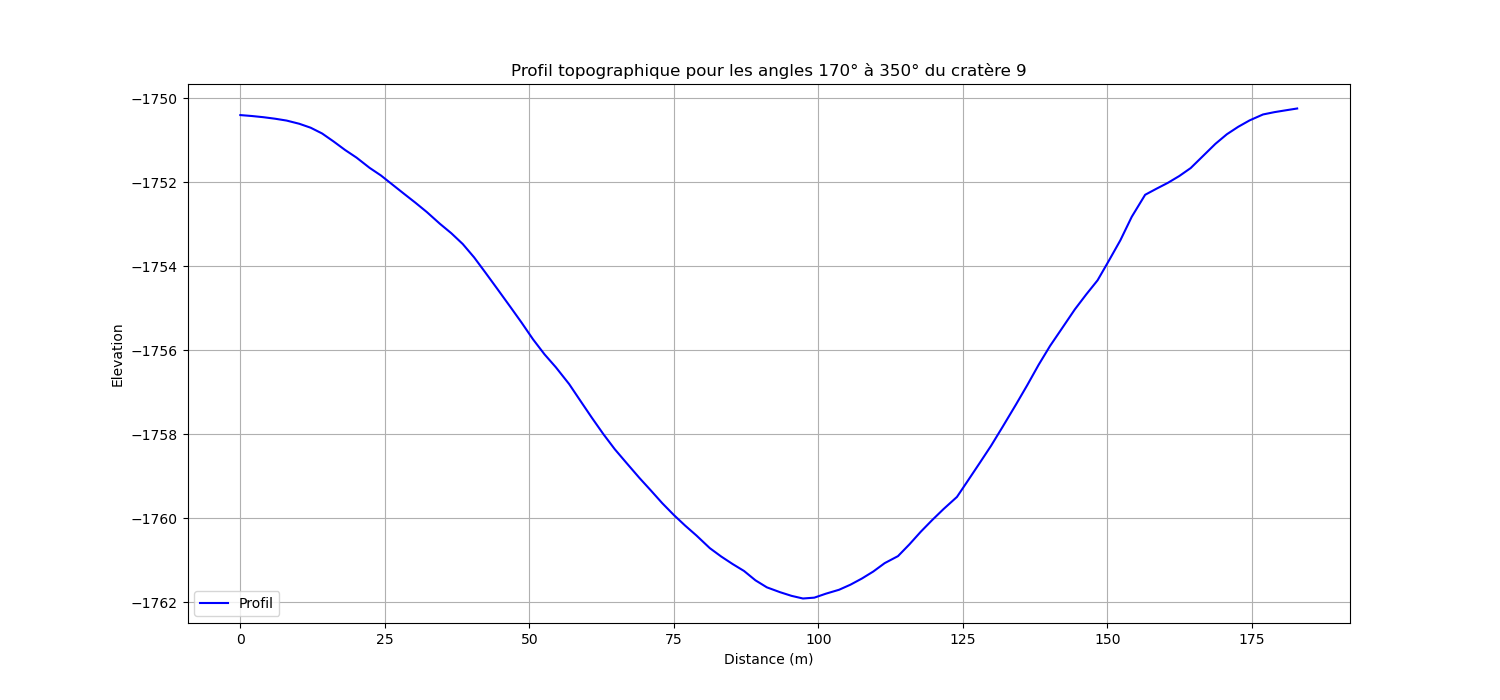 Profil topographique pour les angles 170° à 350° du cratère 9
−1750
−1752
−1754
−1756
−1758
−1760
−1762
Elevation
Profil
0 25 50 75 100 125 150 175
Distance (m)